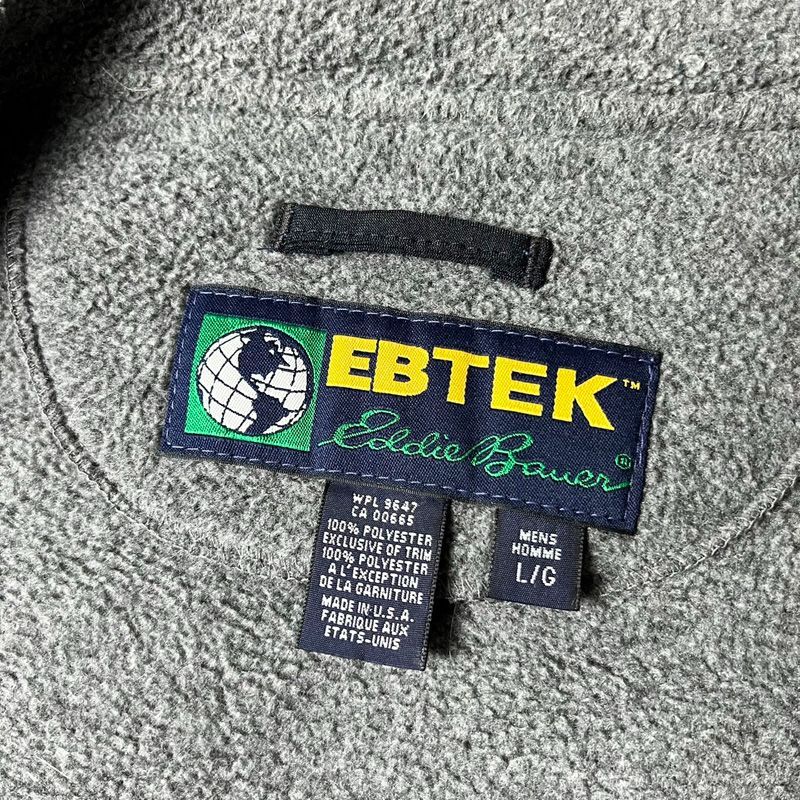 EBTEK™
Eddie Bauer®
WPL 9647
CA 00665
100% POLYESTER
EXCLUSIVE OF TRIM
100% POLYESTER
A L'EXCEPTION
DE LA GARNITURE
MADE IN U.S.A.
FABRIQUE AUX
ETATS-UNIS
MENS
HOMME
L/G